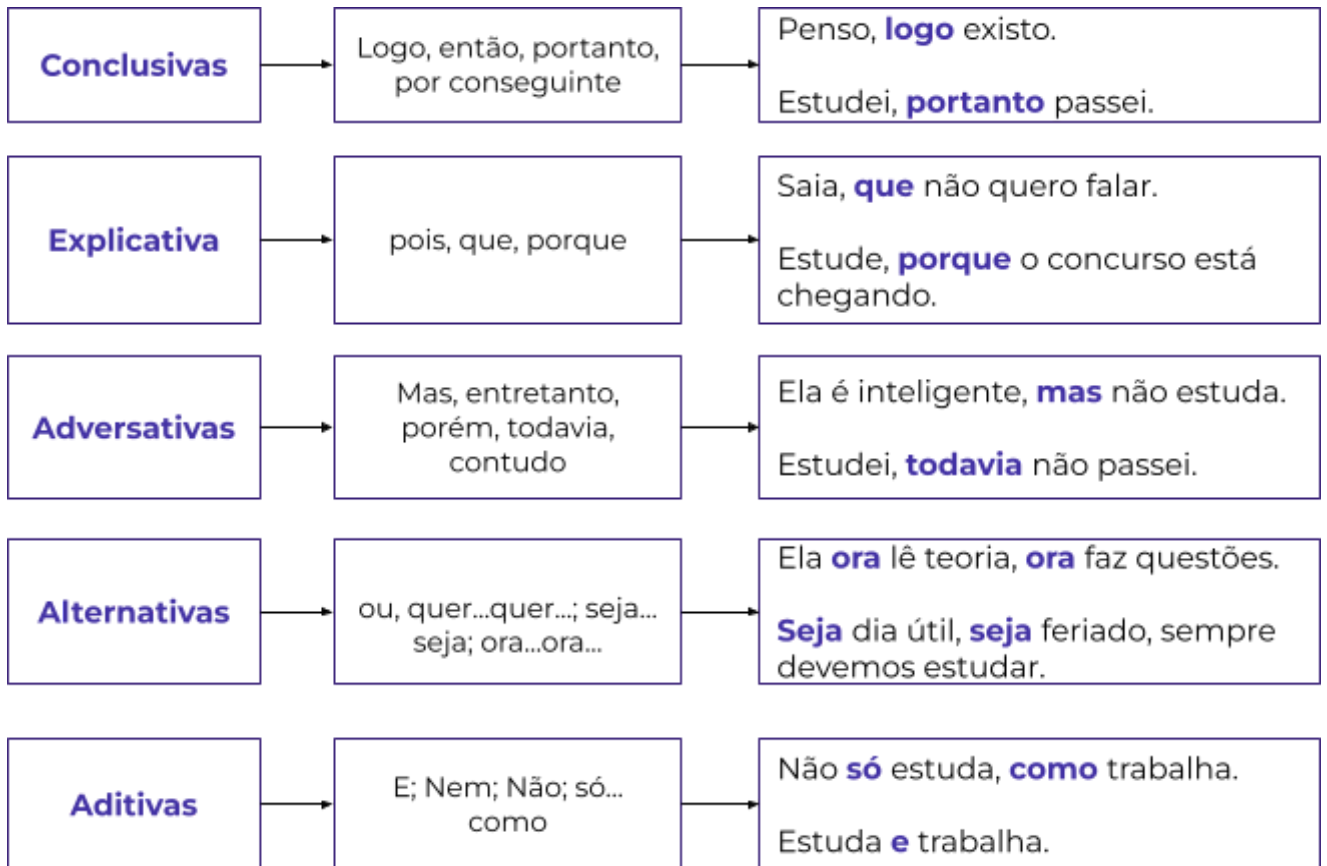 Conclusivas
Logo, então, portanto,
por conseguinte
Penso, logo existo.
Estudei, portanto passei.
Explicativa
pois, que, porque
Saia, que não quero falar.
Estude, porque o concurso está
chegando.
Adversativas
Mas, entretanto,
porém, todavia,
contudo
Ela é inteligente, mas não estuda.
Estudei, todavia não passei.
Alternativas
ou, quer...quer...; seja...
seja; ora...ora...
Ela ora lê teoria, ora faz questões.
Seja dia útil, seja feriado, sempre
devemos estudar.
Aditivas
E; Nem; Não; só...
como
Não só estuda, como trabalha.
Estuda e trabalha.